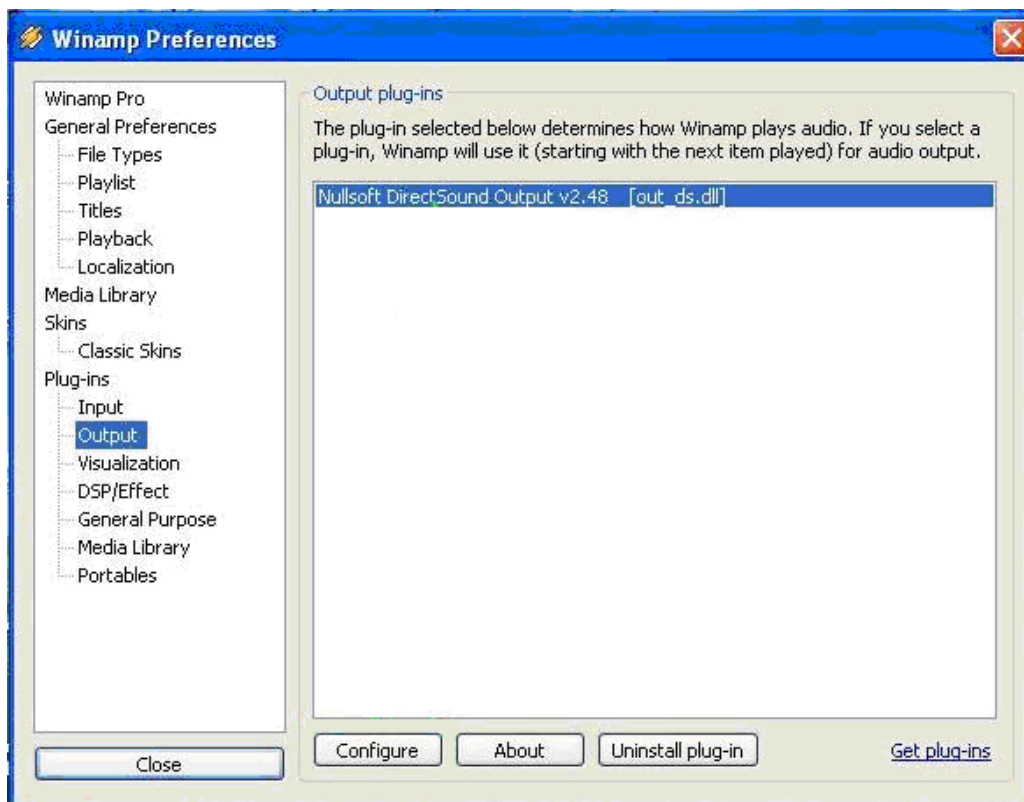 Winamp Preferences
Winamp Pro
General Preferences
File Types
Playlist
Titles
Playback
Localization
Media Library
Skins
Classic Skins
Plug-ins
Input
Output
Visualization
DSP/Effect
General Purpose
Media Library
Portables
Close
Output plug-ins
The plug-in selected below determines how Winamp plays audio. If you select a
plug-in, Winamp will use it (starting with the next item played) for audio output.
Nullsoft DirectSound Output v2.48 [out_ds.dll]
Configure
About
Uninstall plug-in
Get plug-ins